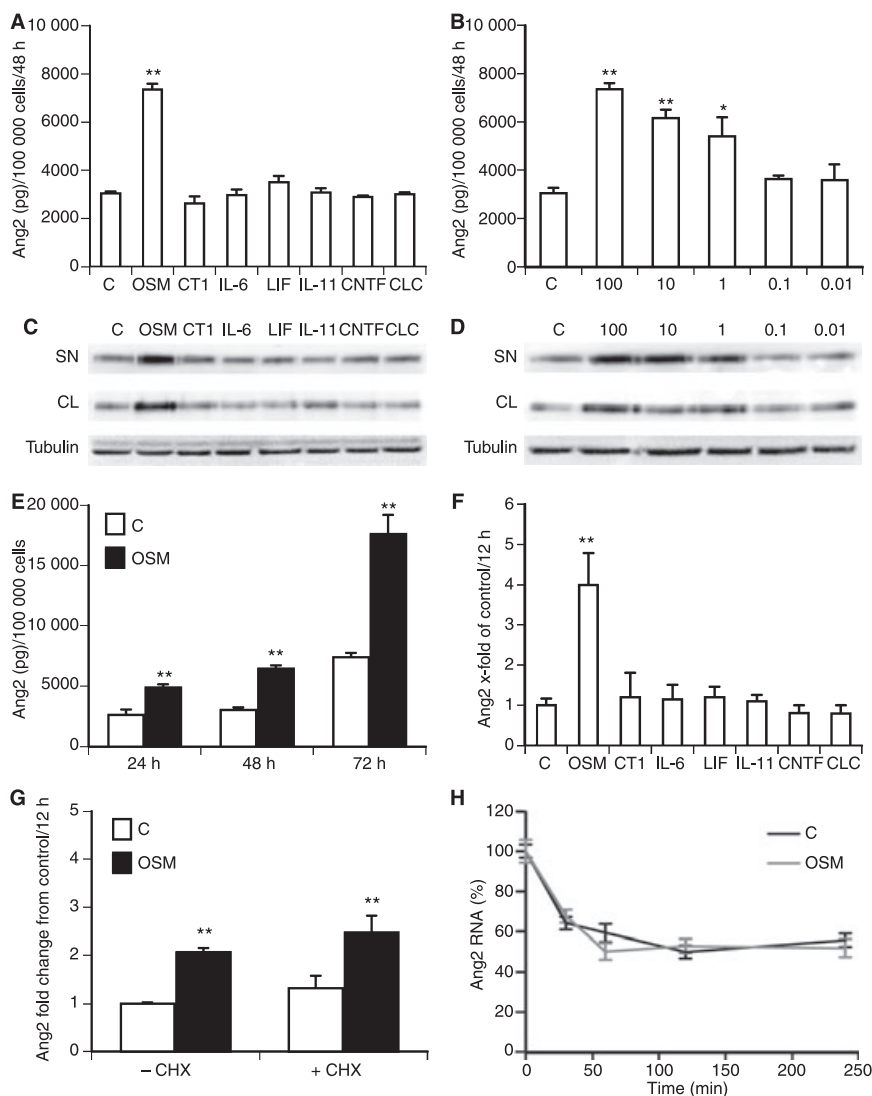 A
Ang2 (pg)/100 000 cells/48 h
10 000
8000
6000
4000
2000
0
**
C OSM CT1 IL-6 LIF IL-11 CNTF CLC
B
Ang2 (pg)/100 000 cells/48 h
10 000
8000
6000
4000
2000
0
** ** *
C 100 10 1 0.1 0.01
C
C OSM CT1 IL-6 LIF IL-11 CNTF CLC
SN
CL
Tubulin
D
C 100 10 1 0.1 0.01
E
Ang2 (pg)/100 000 cells
20 000
15 000
10 000
5000
0
C
OSM
** ** **
24 h 48 h 72 h
F
Ang2 x-fold of control/12 h
6
5
4
3
2
1
0
**
C OSM CT1 IL-6 LIF IL-11 CNTF CLC
G
Ang2 fold change from control/12 h
5
4
3
2
1
0
C
OSM
** **
– CHX + CHX
H
Ang2 RNA (%)
120
100
80
60
40
20
0
C
OSM
0 50 100 150 200 250
Time (min)